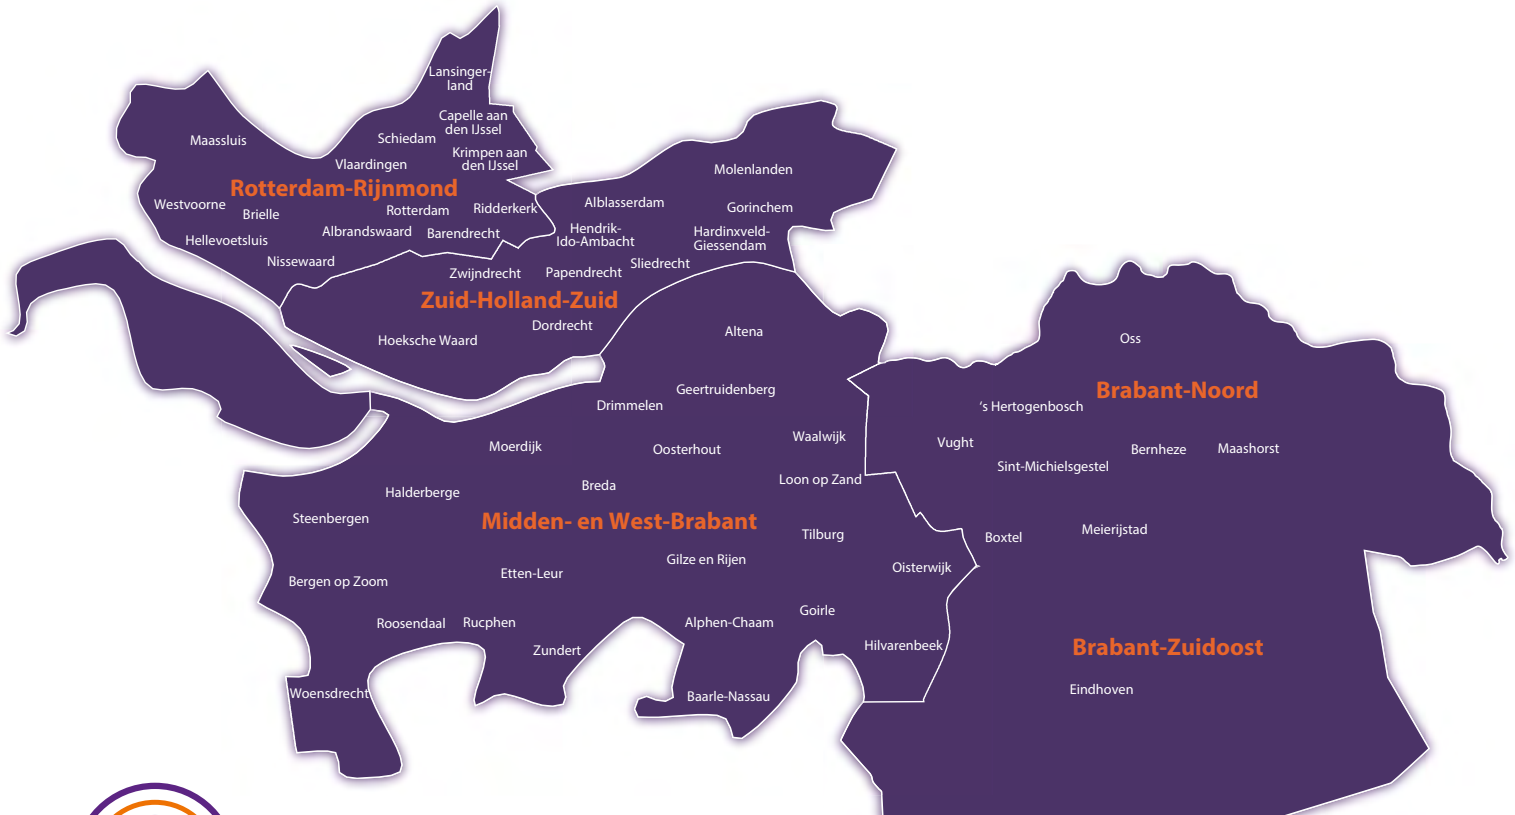 Lansinger-
land
Capelle aan
den IJssel
Maassluis
Schiedam
Krimpen aan
den IJssel
Vlaardingen
Rotterdam-Rijnmond
Westvoorne
Brielle
Rotterdam
Ridderkerk
Hellevoetsluis
Albrandswaard
Barendrecht
Nissewaard
Molenlanden
Alblasserdam
Gorinchem
Hendrik-
Ido-Ambacht
Hardinxveld-
Giessendam
Sliedrecht
Zwijndrecht
Papendrecht
Zuid-Holland-Zuid
Dordrecht
Hoeksche Waard
Altena
Geertruidenberg
Drimmelen
Waalwijk
Moerdijk
Oosterhout
Loon op Zand
Breda
Halderberge
Steenbergen
Midden- en West-Brabant
Tilburg
Gilze en Rijen
Oisterwijk
Etten-Leur
Bergen op Zoom
Goirle
Roosendaal
Rucphen
Alphen-Chaam
Hilvarenbeek
Zundert
Woensdrecht
Baarle-Nassau
Oss
Brabant-Noord
‘s Hertogenbosch
Vught
Bernheze
Maashorst
Sint-Michielsgestel
Meierijstad
Boxtel
Brabant-Zuidoost
Eindhoven